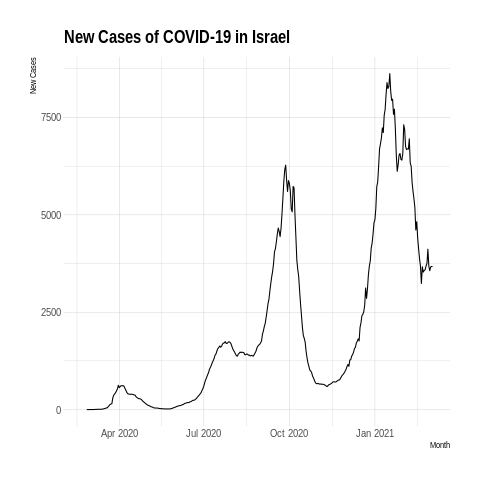 New Cases of COVID-19 in Israel
New Cases
7500
5000
2500
0
Apr 2020 Jul 2020 Oct 2020 Jan 2021
Month